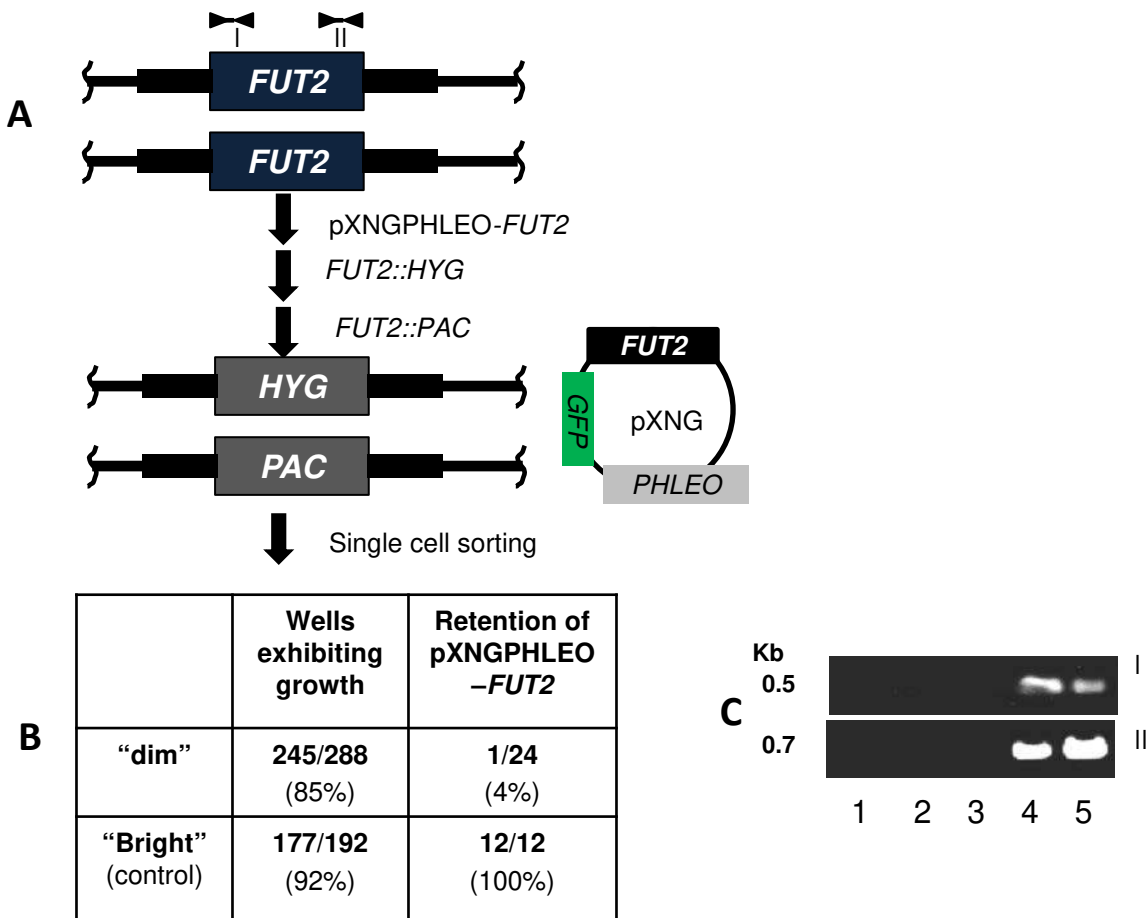 I II
A
FUT2
FUT2
pXNGPHLEO-FUT2
FUT2::HYG
FUT2::PAC
HYG
PAC
FUT2
GFP
pXNG
PHLEO
Single cell sorting
B
Wells exhibiting growth
Retention of pXNGPHLEO –FUT2
"dim"
245/288
(85%)
1/24
(4%)
"Bright"
(control)
177/192
(92%)
12/12
(100%)
C
Kb
0.5
I
0.7
II
1 2 3 4 5